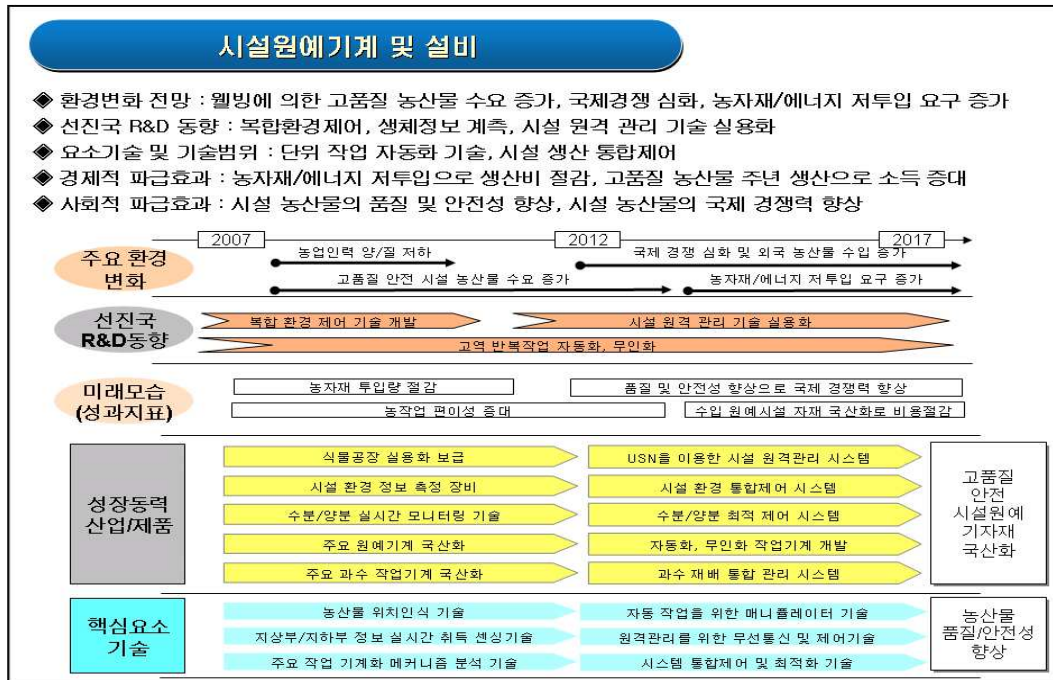 시설원예기계 및 설비
◈ 환경변화 전망 : 웰빙에 의한 고품질 농산물 수요 증가, 국제경쟁 심화, 농자재/에너지 저투입 요구 증가
◈ 선진국 R&D 동향 : 복합환경제어, 생체정보 계측, 시설 원격 관리 기술 실용화
◈ 요소기술 및 기술범위 : 단위 작업 자동화 기술, 시설 생산 통합제어
◈ 경제적 파급효과 : 농자재/에너지 저투입으로 생산비 절감, 고품질 농산물 주년 생산으로 소득 증대
◈ 사회적 파급효과 : 시설 농산물의 품질 및 안전성 향상, 시설 농산물의 국제 경쟁력 향상
2007 2012 2017
주요 환경
변화
농업인력 양/질 저하 국제 경쟁 심화 및 외국 농산물 수입 증가
고품질 안전 시설 농산물 수요 증가 농자재/에너지 저투입 요구 증가
선진국
R&D동향
복합 환경 제어 기술 개발 시설 원격 관리 기술 실용화
고역 반복작업 자동화, 무인화
미래모습
(성과지표)
농자재 투입량 절감 품질 및 안전성 향상으로 국제 경쟁력 향상
농작업 편이성 증대 수입 원예시설 자재 국산화로 비용절감
성장동력
산업/제품
식물공장 실용화 보급 USN을 이용한 시설 원격관리 시스템
시설 환경 정보 측정 장비 시설 환경 통합제어 시스템
수분/양분 실시간 모니터링 기술 수분/양분 최적 제어 시스템
주요 원예기계 국산화 자동화, 무인화 작업기계 개발
주요 과수 작업기계 국산화 과수 재배 통합 관리 시스템
고품질
안전
시설원예
기자재
국산화
핵심요소
기술
농산물 위치인식 기술 자동 작업을 위한 매니퓰레이터 기술
지상부/지하부 정보 실시간 취득 센싱기술 원격관리를 위한 무선통신 및 제어기술
주요 작업 기계화 메커니즘 분석 기술 시스템 통합제어 및 최적화 기술
농산물
품질/안전성
향상